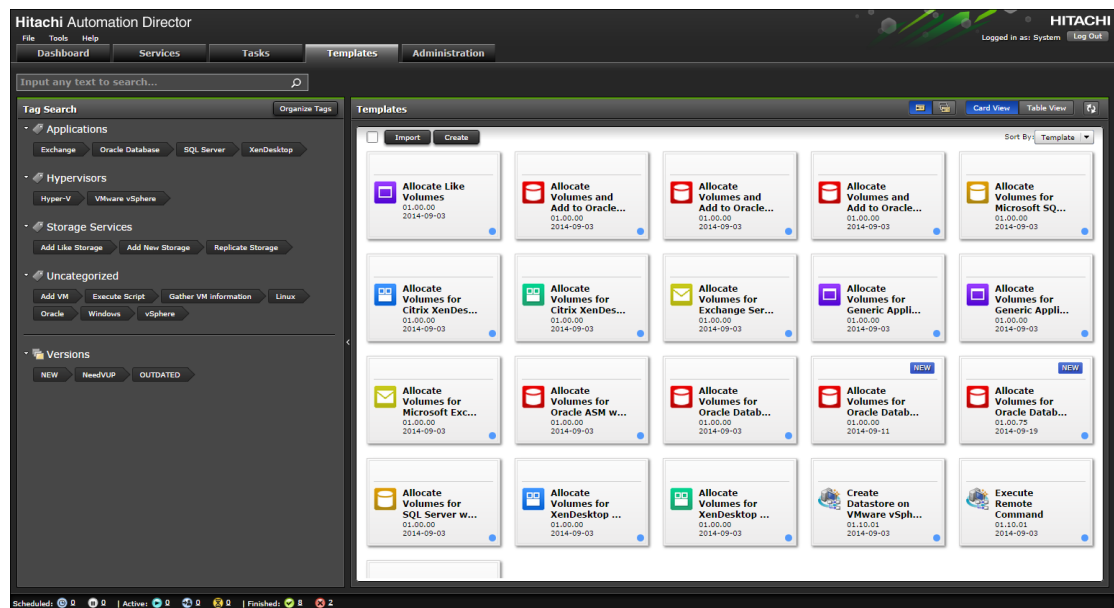 Hitachi Automation Director
HITACHI
File Tools Help
Logged in as: System Log Out
Dashboard Services Tasks Templates Administration
Input any text to search...
Tag Search Organize Tags
Applications
Exchange Oracle Database SQL Server XenDesktop
Hypervisors
Hyper-V VMware vSphere
Storage Services
Add Like Storage Add New Storage Replicate Storage
Uncategorized
Add VM Execute Script Gather VM information Linux
Oracle Windows vSphere
Versions
NEW NeedVUP OUTDATED
Templates Card View Table View
Import Create Sort By: Template
Allocate Like
Volumes
01.00.00
2014-09-03
Allocate
Volumes and
Add to Oracle...
01.00.00
2014-09-03
Allocate
Volumes and
Add to Oracle...
01.00.00
2014-09-03
Allocate
Volumes and
Add to Oracle...
01.00.00
2014-09-03
Allocate
Volumes for
Microsoft SQ...
01.00.00
2014-09-03
Allocate
Volumes for
Citrix XenDes...
01.00.00
2014-09-03
Allocate
Volumes for
Citrix XenDes...
01.00.00
2014-09-03
Allocate
Volumes for
Exchange Ser...
01.00.00
2014-09-03
Allocate
Volumes for
Generic Appli...
01.00.00
2014-09-03
Allocate
Volumes for
Generic Appli...
01.00.00
2014-09-03
Allocate
Volumes for
Microsoft Exc...
01.00.00
2014-09-03
Allocate
Volumes for
Oracle ASM w...
01.00.00
2014-09-03
Allocate
Volumes for
Oracle Datab...
01.00.00
2014-09-03
NEW
Allocate
Volumes for
Oracle Datab...
01.00.00
2014-09-11
NEW
Allocate
Volumes for
Oracle Datab...
01.00.75
2014-09-19
Allocate
Volumes for
SQL Server w...
01.00.00
2014-09-03
Allocate
Volumes for
XenDesktop ...
01.00.00
2014-09-03
Allocate
Volumes for
XenDesktop ...
01.00.00
2014-09-03
Create
Datastore on
VMware vSph...
01.10.01
2014-09-03
Execute
Remote
Command
01.10.01
2014-09-03
Scheduled: 0 0 | Active: 0 0 0 | Finished: 8 2